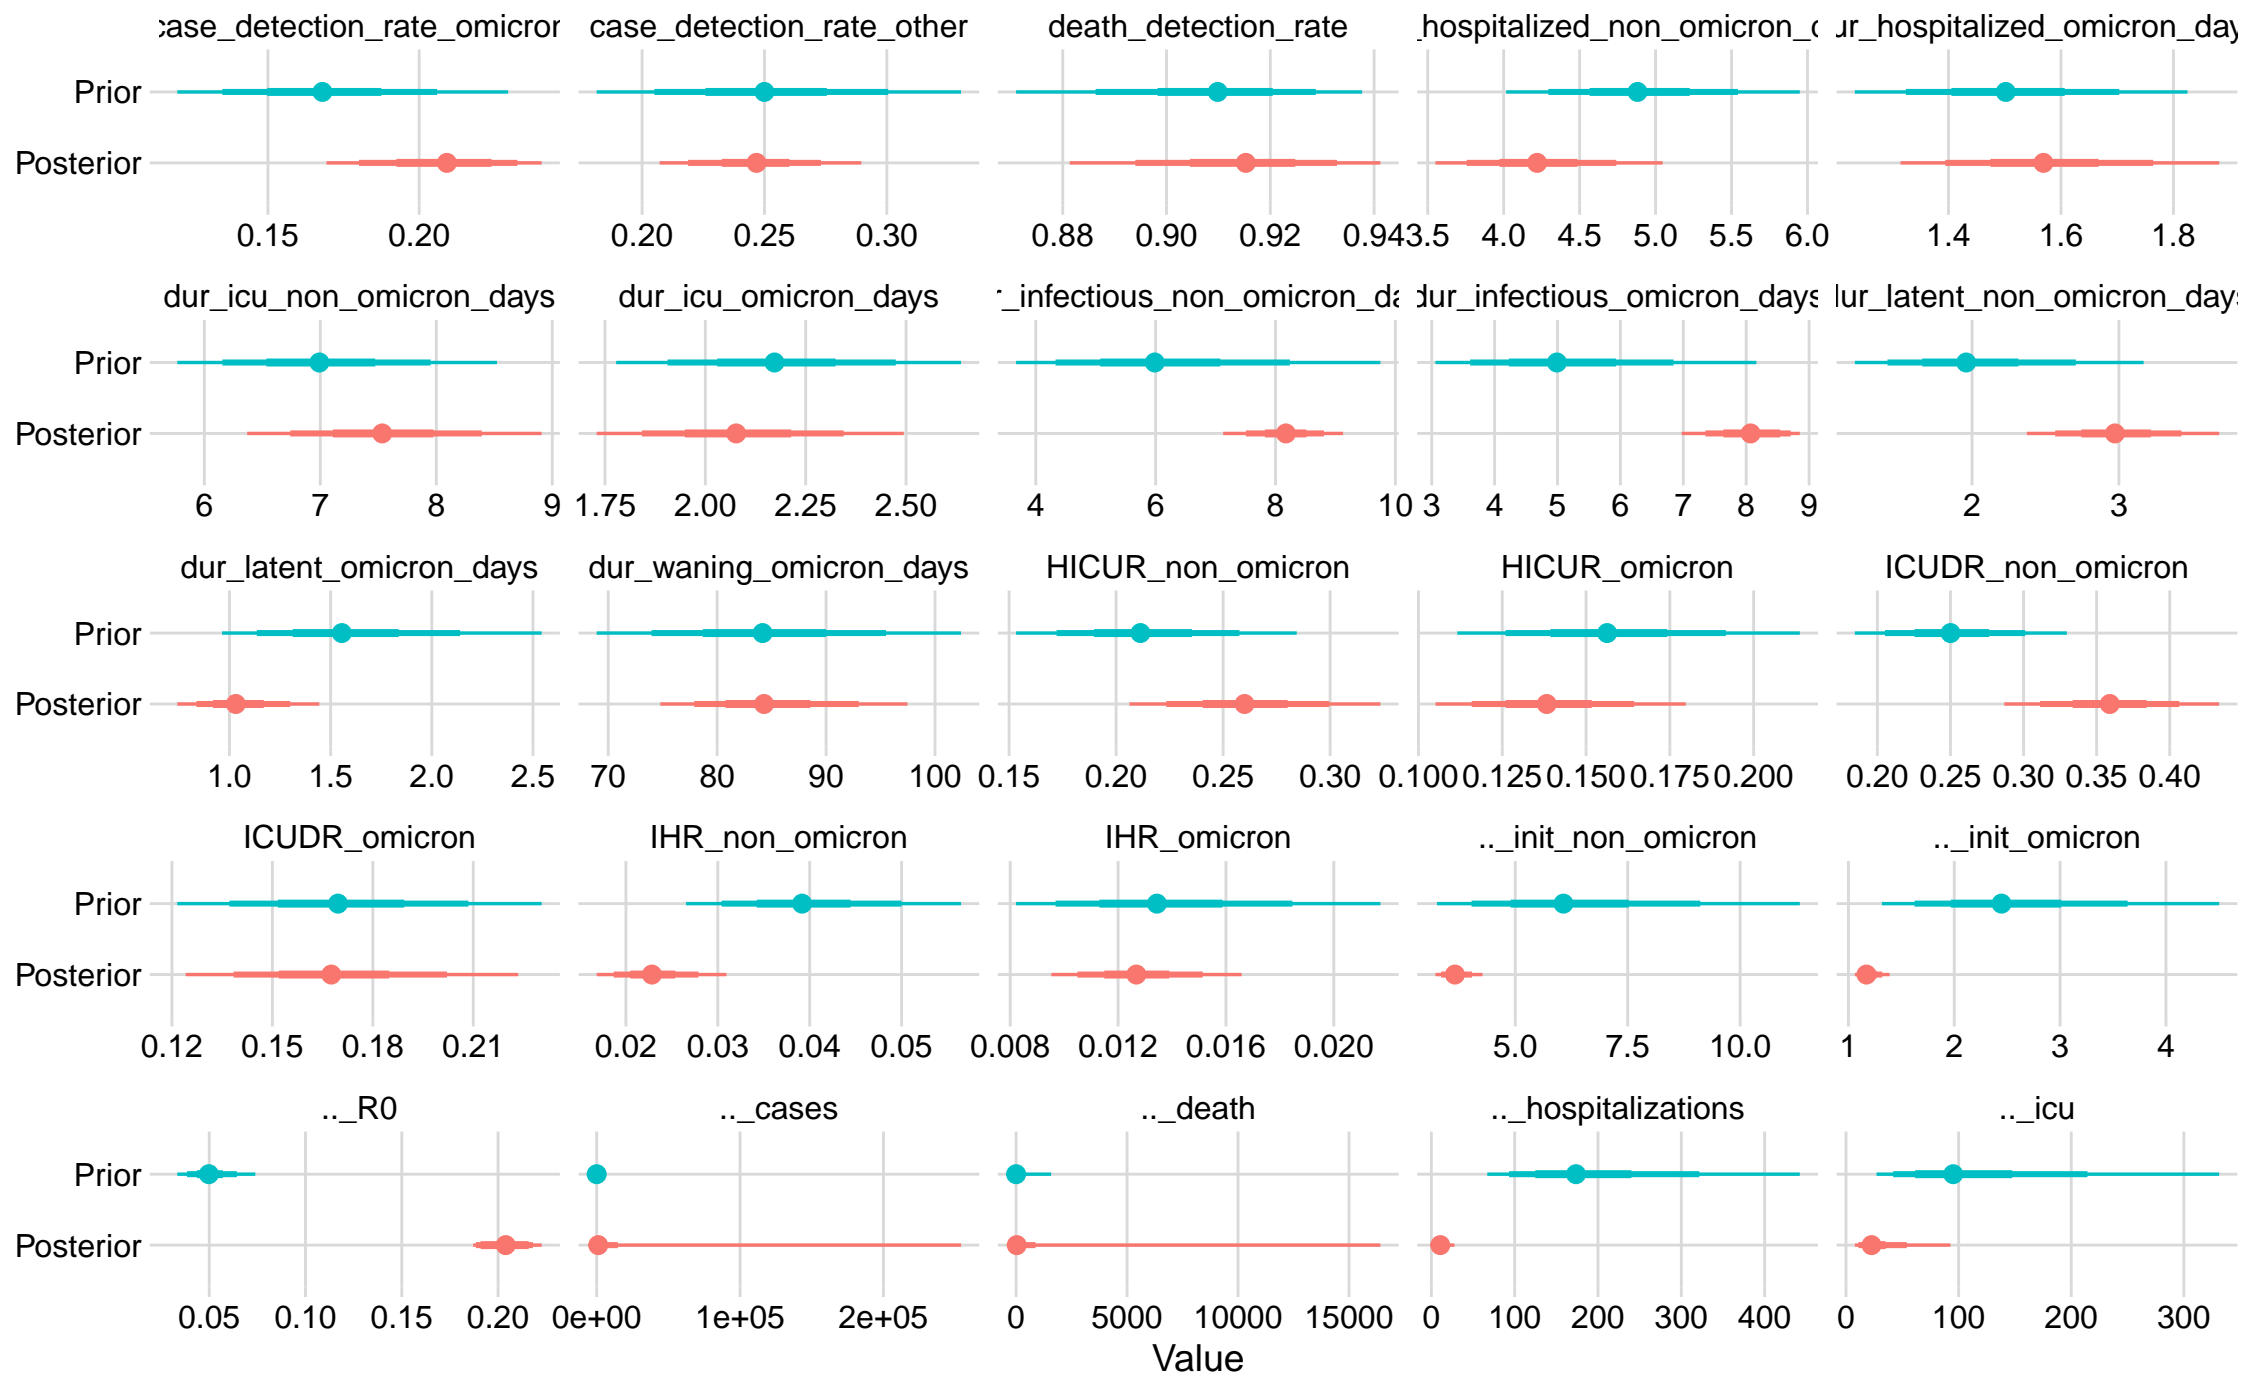 case_detection_rate_omicron case_detection_rate_other death_detection_rate _hospitalized_non_omicron_d ur_hospitalized_omicron_day
Prior
Posterior
0.15 0.20 0.20 0.25 0.30 0.88 0.90 0.92 0.94 3.5 4.0 4.5 5.0 5.5 6.0 1.4 1.6 1.8
dur_icu_non_omicron_days dur_icu_omicron_days r_infectious_non_omicron_da dur_infectious_omicron_days dur_latent_non_omicron_days
Prior
Posterior
6 7 8 9 1.75 2.00 2.25 2.50 4 6 8 10 3 4 5 6 7 8 9 2 3
dur_latent_omicron_days dur_waning_omicron_days HICUR_non_omicron HICUR_omicron ICUDR_non_omicron
Prior
Posterior
1.0 1.5 2.0 2.5 70 80 90 100 0.15 0.20 0.25 0.30 0.100 0.125 0.150 0.175 0.200 0.20 0.25 0.30 0.35 0.40
ICUDR_omicron IHR_non_omicron IHR_omicron .._init_non_omicron .._init_omicron
Prior
Posterior
0.12 0.15 0.18 0.21 0.02 0.03 0.04 0.05 0.008 0.012 0.016 0.020 5.0 7.5 10.0 1 2 3 4
.._R0 .._cases .._death .._hospitalizations .._icu
Prior
Posterior
0.05 0.10 0.15 0.20 0e+00 1e+05 2e+05 0 5000 10000 15000 0 100 200 300 400 0 100 200 300
Value